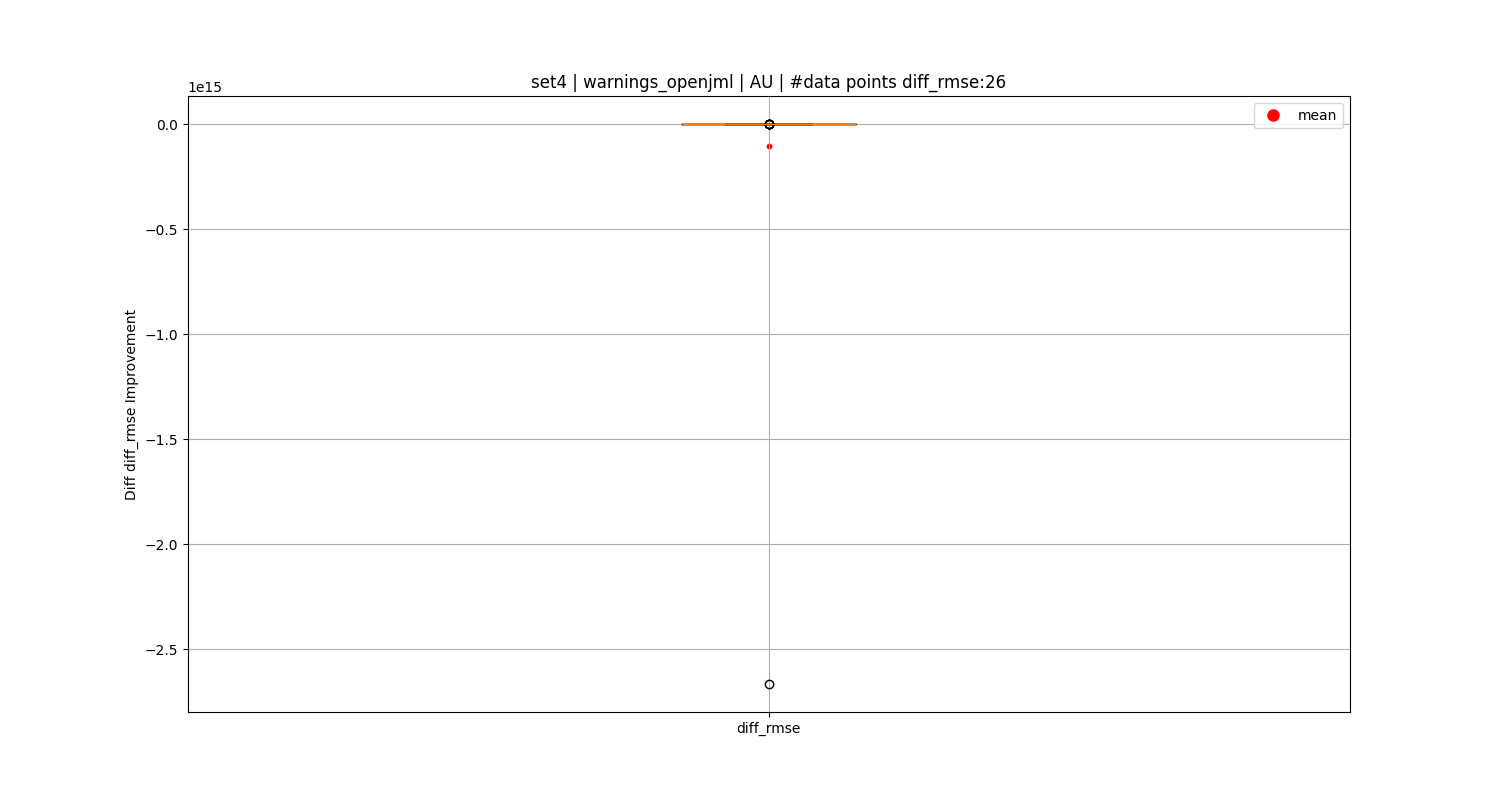 set4 | warnings_openjml | AU | #data points diff_rmse:26
1e15
mean
0.0
−0.5
−1.0
−1.5
−2.0
−2.5
Diff diff_rmse Improvement
diff_rmse